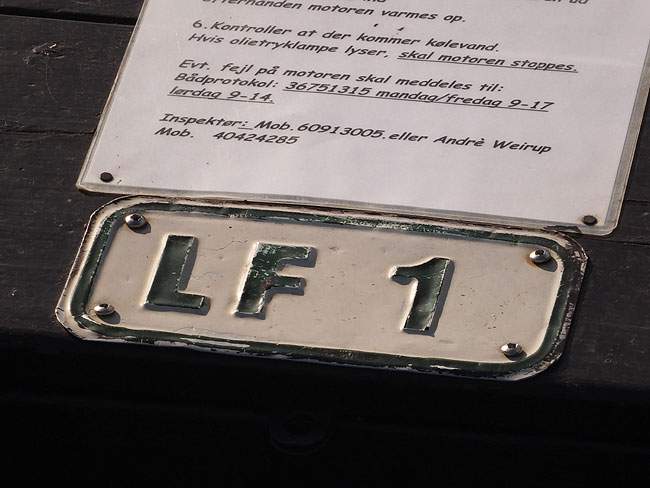 efterhånden motoren varmes op.
6. Kontroller at der kommer kølevand.
Hvis olietryklampe lyser, skal motoren stoppes.
Evt. fejl på motoren skal meddeles til:
Bådprotokol: 36751315 mandag/fredag 9-17
lørdag 9-14.
Inspektør: Mob. 60913005. eller Andrè Weirup
Mob. 40424285
LF 1